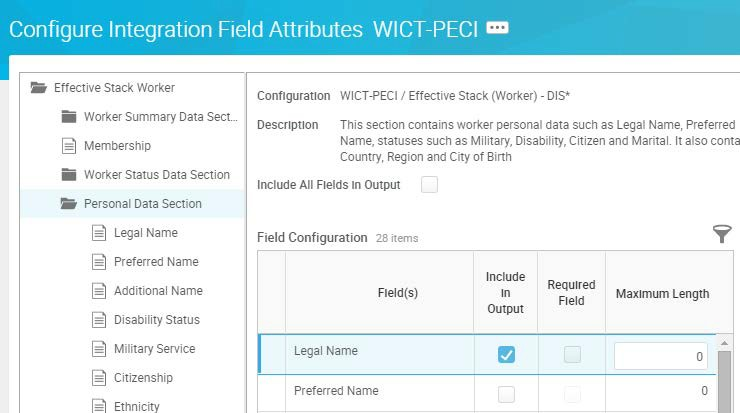 Configure Integration Field Attributes WICT-PECI
Effective Stack Worker
Worker Summary Data Sect...
Membership
Worker Status Data Section
Personal Data Section
Legal Name
Preferred Name
Additional Name
Disability Status
Military Service
Citizenship
Ethnicity
Configuration WICT-PECI / Effective Stack (Worker) - DIS*
Description This section contains worker personal data such as Legal Name, Preferred
Name, statuses such as Military, Disability, Citizen and Marital. It also conta
Country, Region and City of Birth
Include All Fields in Output
Field Configuration 28 items
Field(s)
Include
in
Output
Required
Field
Maximum Length
Legal Name 0
Preferred Name 0